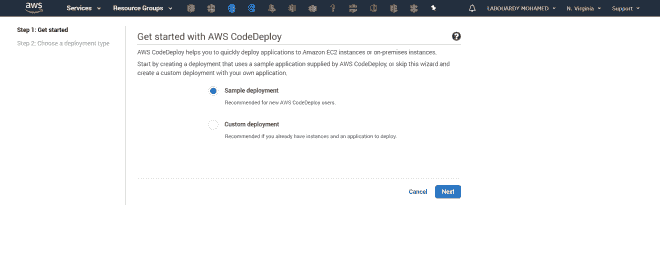 aws Services Resource Groups LABOUARDY MOHAMED N. Virginia Support
Step 1: Get started
Step 2: Choose a deployment type
Get started with AWS CodeDeploy
AWS CodeDeploy helps you to quickly deploy applications to Amazon EC2 instances or on-premises instances.
Start by creating a deployment that uses a sample application supplied by AWS CodeDeploy, or skip this wizard and
create a custom deployment with your own application.
Sample deployment
Recommended for new AWS CodeDeploy users.
Custom deployment
Recommended if you already have instances and an application to deploy.
Cancel Next